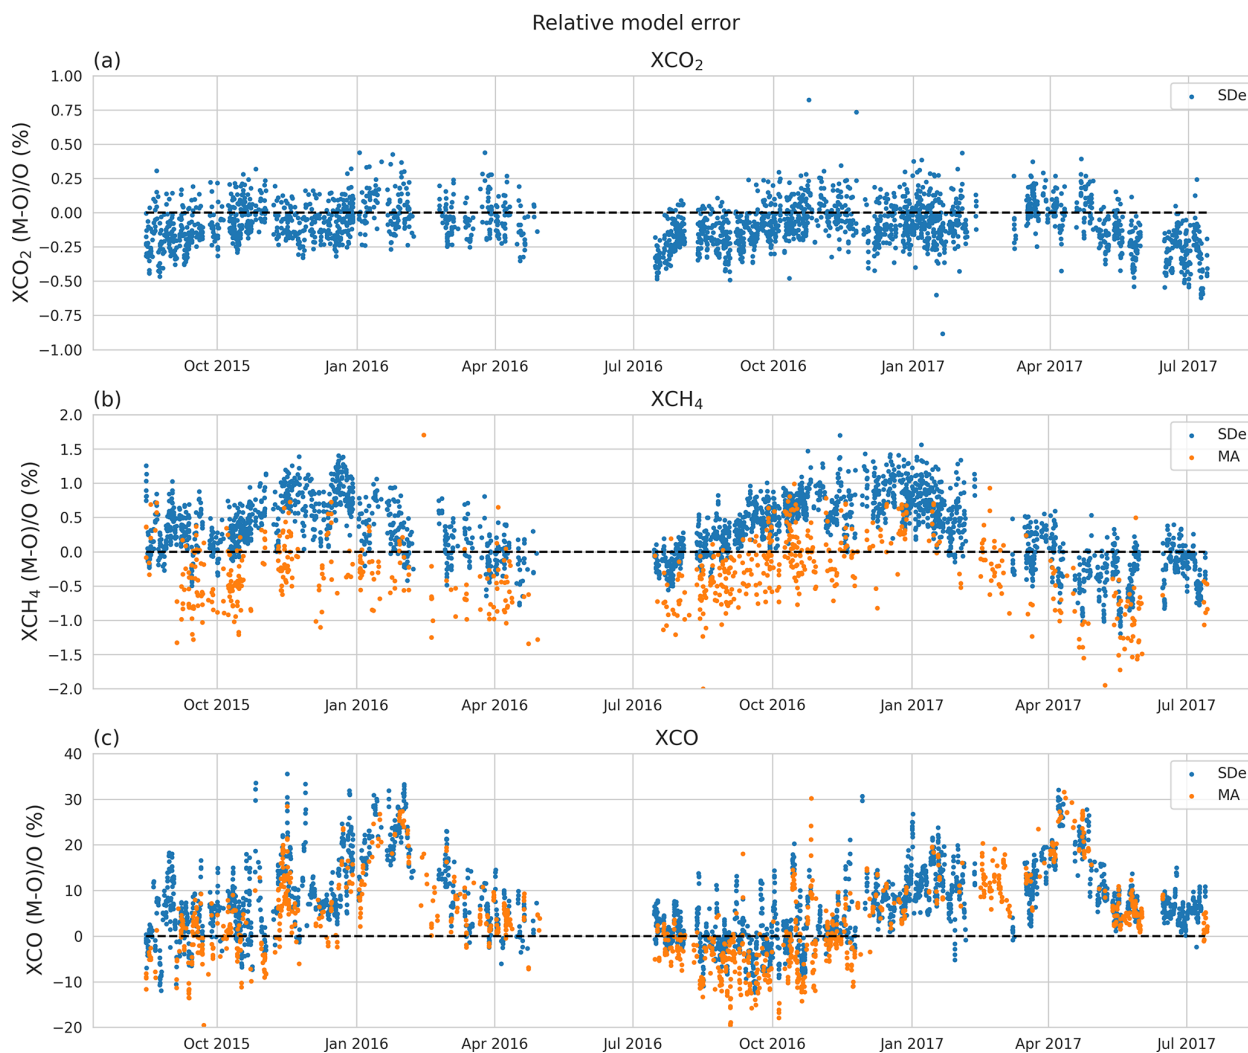 Relative model error
(a) XCO₂
XCO₂ (M-O)/O (%)
1.00
0.75
0.50
0.25
0.00
−0.25
−0.50
−0.75
−1.00
SDe
Oct 2015 Jan 2016 Apr 2016 Jul 2016 Oct 2016 Jan 2017 Apr 2017 Jul 2017
(b) XCH₄
XCH₄ (M-O)/O (%)
2.0
1.5
1.0
0.5
0.0
−0.5
−1.0
−1.5
−2.0
SDe
MA
Oct 2015 Jan 2016 Apr 2016 Jul 2016 Oct 2016 Jan 2017 Apr 2017 Jul 2017
(c) XCO
XCO (M-O)/O (%)
40
30
20
10
0
−10
−20
SDe
MA
Oct 2015 Jan 2016 Apr 2016 Jul 2016 Oct 2016 Jan 2017 Apr 2017 Jul 2017